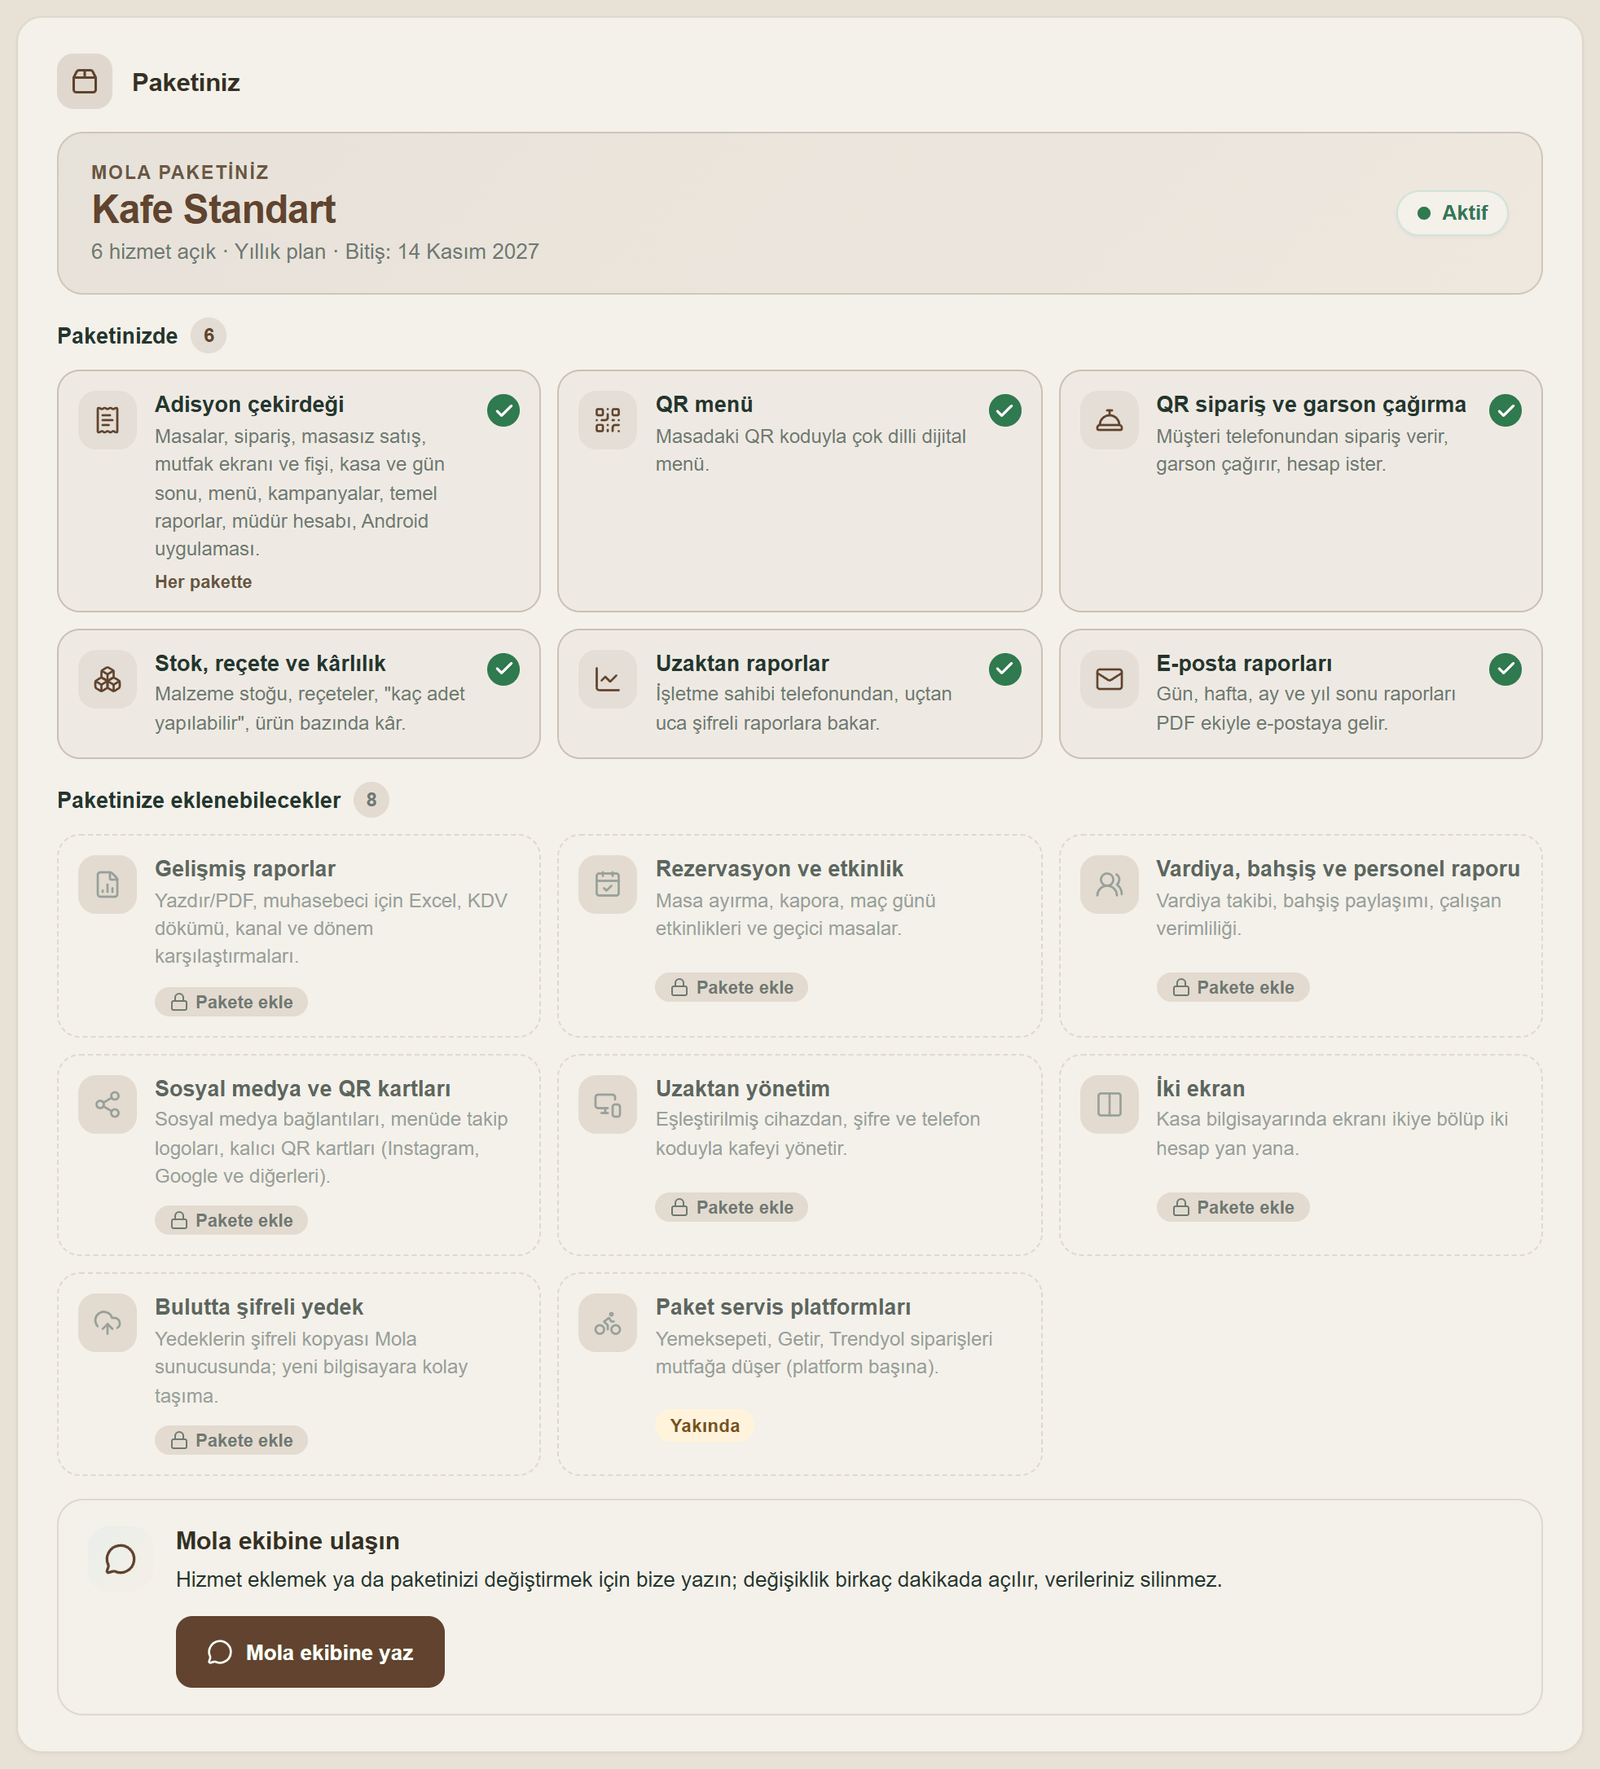 Paketiniz
MOLA PAKETİNİZ
Kafe Standart
6 hizmet açık · Yıllık plan · Bitiş: 14 Kasım 2027
Aktif
Paketinizde 6
Adisyon çekirdeği
Masalar, sipariş, masasız satış,
mutfak ekranı ve fişi, kasa ve gün
sonu, menü, kampanyalar, temel
raporlar, müdür hesabı, Android
uygulaması.
Her pakette
QR menü
Masadaki QR koduyla çok dilli dijital
menü.
QR sipariş ve garson çağırma
Müşteri telefonundan sipariş verir,
garson çağırır, hesap ister.
Stok, reçete ve kârlılık
Malzeme stoğu, reçeteler, "kaç adet
yapılabilir", ürün bazında kâr.
Uzaktan raporlar
İşletme sahibi telefonundan, uçtan
uca şifreli raporlara bakar.
E-posta raporları
Gün, hafta, ay ve yıl sonu raporları
PDF ekiyle e-postaya gelir.
Paketinize eklenebilecekler 8
Gelişmiş raporlar
Yazdır/PDF, muhasebeci için Excel, KDV
dökümü, kanal ve dönem
karşılaştırmaları.
Pakete ekle
Rezervasyon ve etkinlik
Masa ayırma, kapora, maç günü
etkinlikleri ve geçici masalar.
Pakete ekle
Vardiya, bahşiş ve personel raporu
Vardiya takibi, bahşiş paylaşımı, çalışan
verimliliği.
Pakete ekle
Sosyal medya ve QR kartları
Sosyal medya bağlantıları, menüde takip
logoları, kalıcı QR kartları (Instagram,
Google ve diğerleri).
Pakete ekle
Uzaktan yönetim
Eşleştirilmiş cihazdan, şifre ve telefon
koduyla kafeyi yönetir.
Pakete ekle
İki ekran
Kasa bilgisayarında ekranı ikiye bölüp iki
hesap yan yana.
Pakete ekle
Bulutta şifreli yedek
Yedeklerin şifreli kopyası Mola
sunucusunda; yeni bilgisayara kolay
taşıma.
Pakete ekle
Paket servis platformları
Yemeksepeti, Getir, Trendyol siparişleri
mutfağa düşer (platform başına).
Yakında
Mola ekibine ulaşın
Hizmet eklemek ya da paketinizi değiştirmek için bize yazın; değişiklik birkaç dakikada açılır, verileriniz silinmez.
Mola ekibine yaz